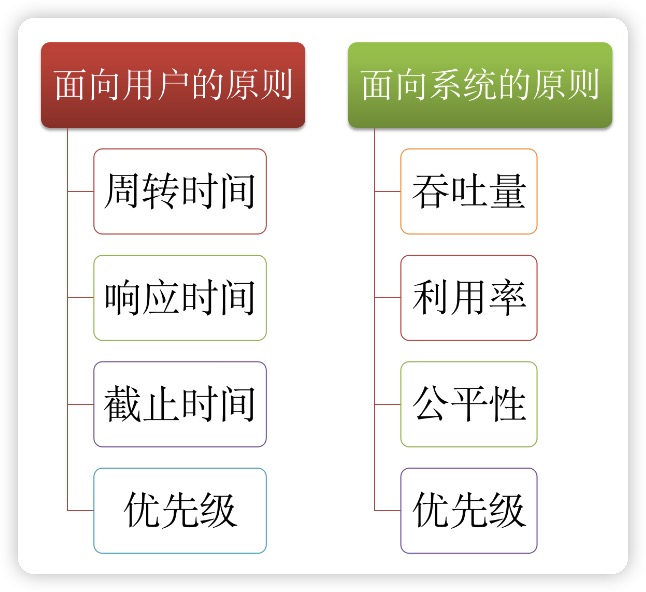 面向用户的原则
周转时间
响应时间
截止时间
优先级
面向系统的原则
吞吐量
利用率
公平性
优先级